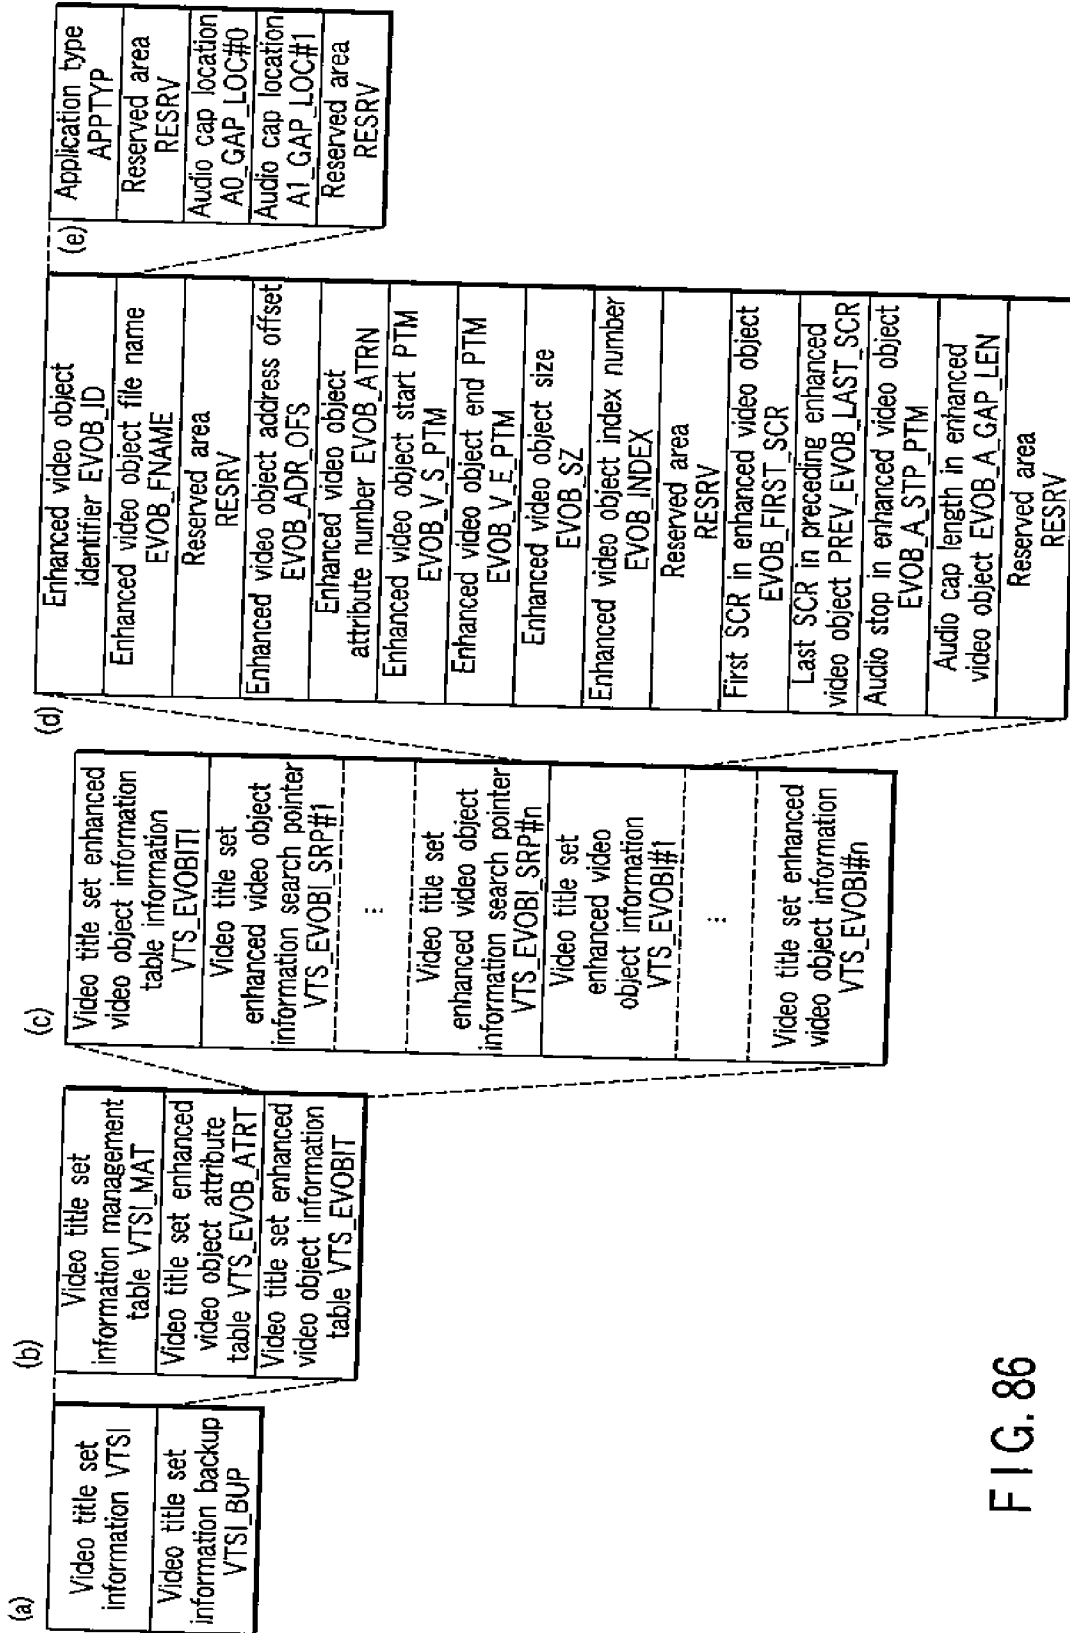 (a)
Video title set
information VTSI
Video title set
information backup
VTSI_BUP
(b)
Video title set
information management
table VTSI_MAT
Video title set enhanced
video object attribute
table VTS_EVOB_ATRT
Video title set enhanced
video object information
table VTS_EVOBIT
(c)
Video title set enhanced
video object information
table information
VTS_EVOBITI
Video title set
enhanced video object
information search pointer
VTS_EVOBI_SRP#1
⋮
Video title set
enhanced video object
information search pointer
VTS_EVOBI_SRP#n
Video title set
enhanced video
object information
VTS_EVOBI#1
⋮
Video title set enhanced
video object information
VTS_EVOBI#n
(d)
Enhanced video object
identifier EVOB_ID
Enhanced video object file name
EVOB_FNAME
Reserved area
RESRV
Enhanced video object address offset
EVOB_ADR_OFS
Enhanced video object
attribute number EVOB_ATRN
Enhanced video object start PTM
EVOB_V_S_PTM
Enhanced video object end PTM
EVOB_V_E_PTM
Enhanced video object size
EVOB_SZ
Enhanced video object index number
EVOB_INDEX
Reserved area
RESRV
First SCR in enhanced video object
EVOB_FIRST_SCR
Last SCR in preceding enhanced
video object PREV_EVOB_LAST_SCR
Audio stop in enhanced video object
EVOB_A_STP_PTM
Audio cap length in enhanced
video object EVOB_A_GAP_LEN
Reserved area
RESRV
(e)
Application type
APPTYP
Reserved area
RESRV
Audio cap location
A0_GAP_LOC#0
Audio cap location
A1_GAP_LOC#1
Reserved area
RESRV
FIG. 86